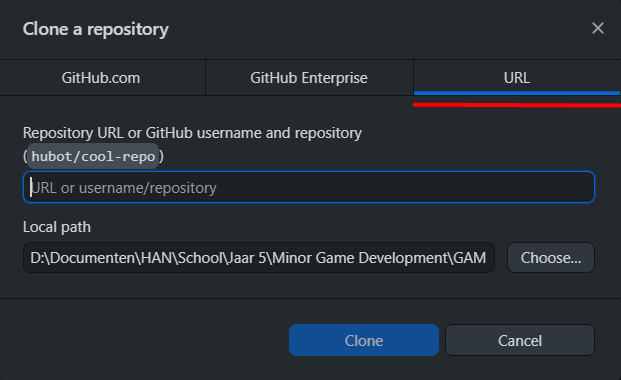 Clone a repository
GitHub.com
GitHub Enterprise
URL
Repository URL or GitHub username and repository
(hubot/cool-repo)
URL or username/repository
Local path
D:\Documenten\HAN\School\Jaar 5\Minor Game Development\GAM
Choose...
Clone
Cancel